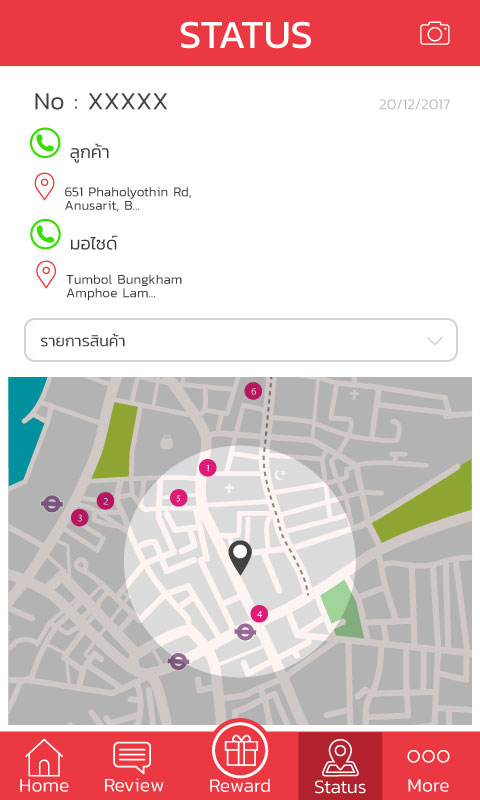 STATUS
No : XXXXX
20/12/2017
ลูกค้า
651 Phaholyothin Rd,
Anusarit, B...
มอไซด์
Tumbol Bungkham
Amphoe Lam...
รายการสินค้า
6
1
5
2
3
4
Home
Review
Reward
Status
More